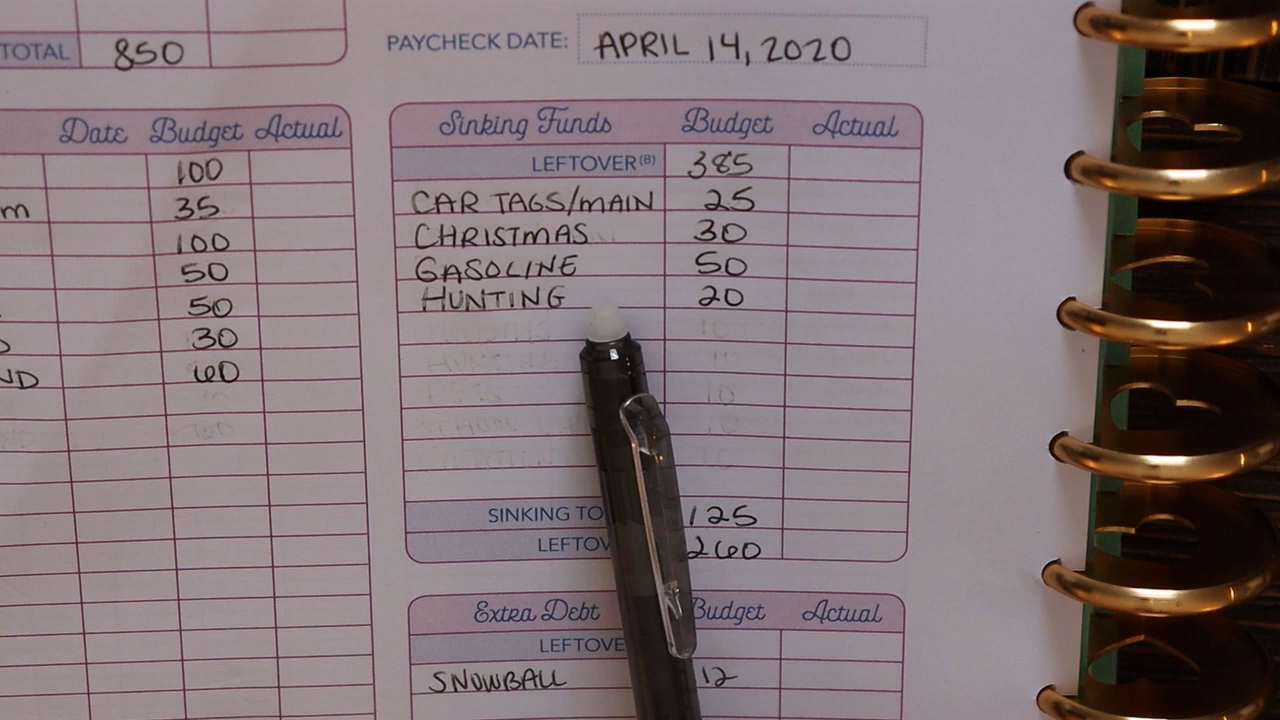 TOTAL 850
Date Budget Actual
100
m 35
100
50
50
30
ND 60
PAYCHECK DATE: APRIL 14, 2020
Sinking Funds Budget Actual
LEFTOVER(B) 385
CAR TAGS/MAIN 25
CHRISTMAS 30
GASOLINE 50
HUNTING 20
SINKING TO 125
LEFTOV 260
Extra Debt Budget Actual
LEFTOVE
SNOWBALL 12